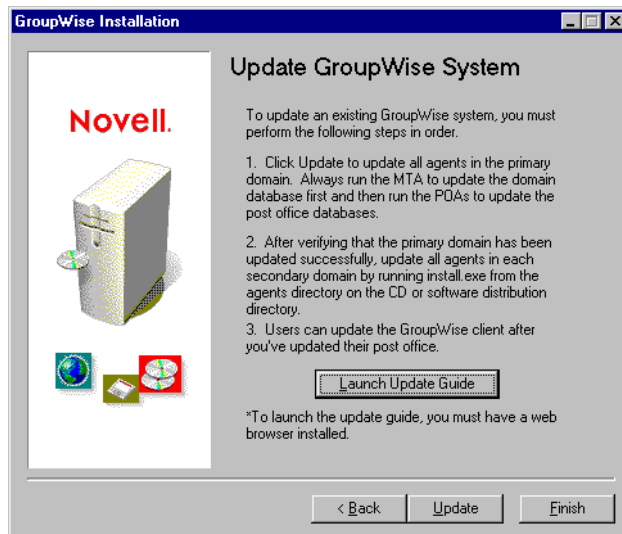 GroupWise Installation
Novell.
Update GroupWise System
To update an existing GroupWise system, you must
perform the following steps in order.
1. Click Update to update all agents in the primary
domain. Always run the MTA to update the domain
database first and then run the POAs to update the
post office databases.
2. After verifying that the primary domain has been
updated successfully, update all agents in each
secondary domain by running install.exe from the
agents directory on the CD or software distribution
directory.
3. Users can update the GroupWise client after
you've updated their post office.
Launch Update Guide
*To launch the update guide, you must have a web
browser installed.
< Back
Update
Finish